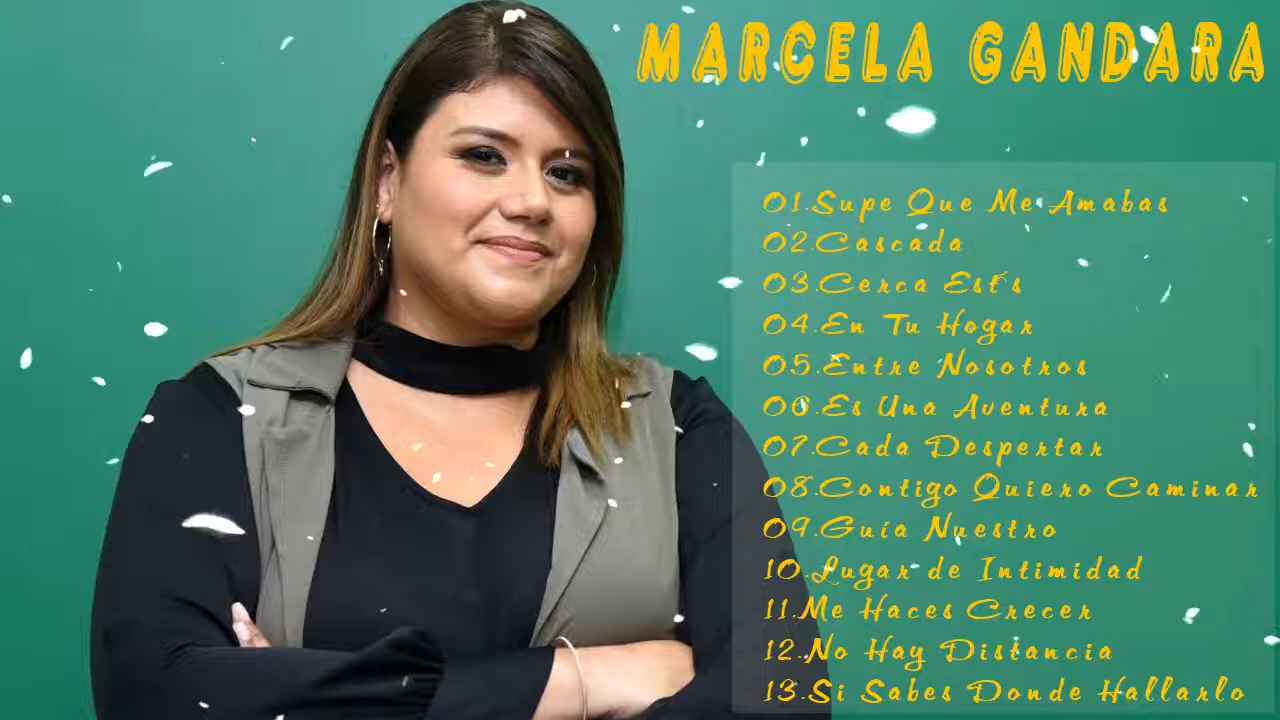 MARCELA GANDARA
01.Supe Que Me Amabas
02.Cascada
03.Cerca Est´s
04.En Tu Hogar
05.Entre Nosotros
06.Es Una Aventura
07.Cada Despertar
08.Contigo Quiero Caminar
09.Guía Nuestro
10.Lugar de Intimidad
11.Me Haces Crecer
12.No Hay Distancia
13.Si Sabes Donde Hallarlo